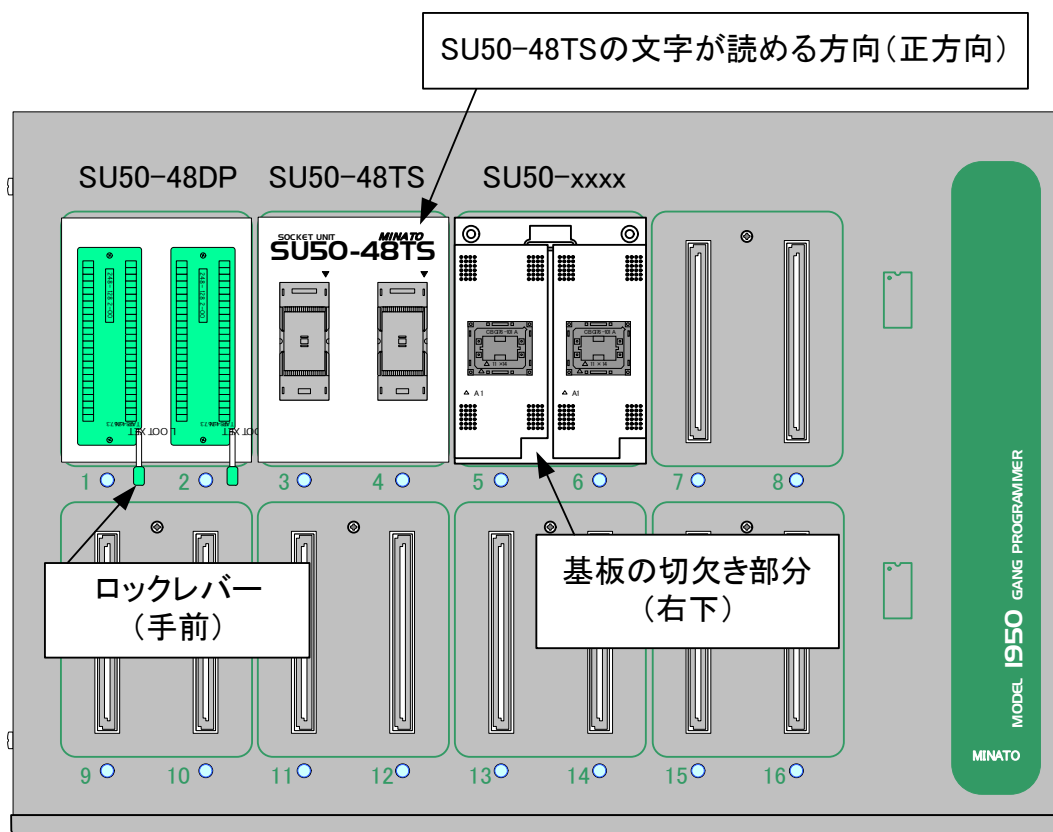 SU50-48TSの文字が読める方向(正方向)
SU50-48DP
SU50-48TS
SU50-xxxx
SOCKET UNIT
MINATO
SU50-48TS
A1
A1
1
2
3
4
5
6
7
8
ロックレバー
(手前)
基板の切欠き部分
(右下)
9
10
11
12
13
14
15
16
MODEL 1950 GANG PROGRAMMER
MINATO